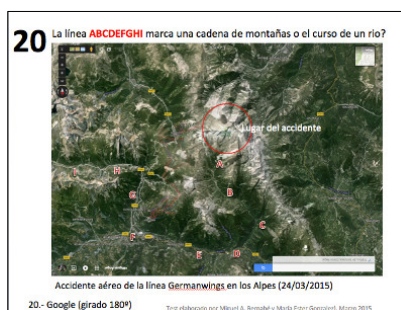 20 La línea ABCDEFGHI marca una cadena de montañas o el curso de un rio?
Lugar del accidente
A
I
H
B
G
C
F
E
D
Accidente aéreo de la línea Germanwings en los Alpes (24/03/2015)
20.- Google (girado 180º)
Test elaborado por Miguel A. Bernabé y María Ester Gonzalez. Marzo 2015